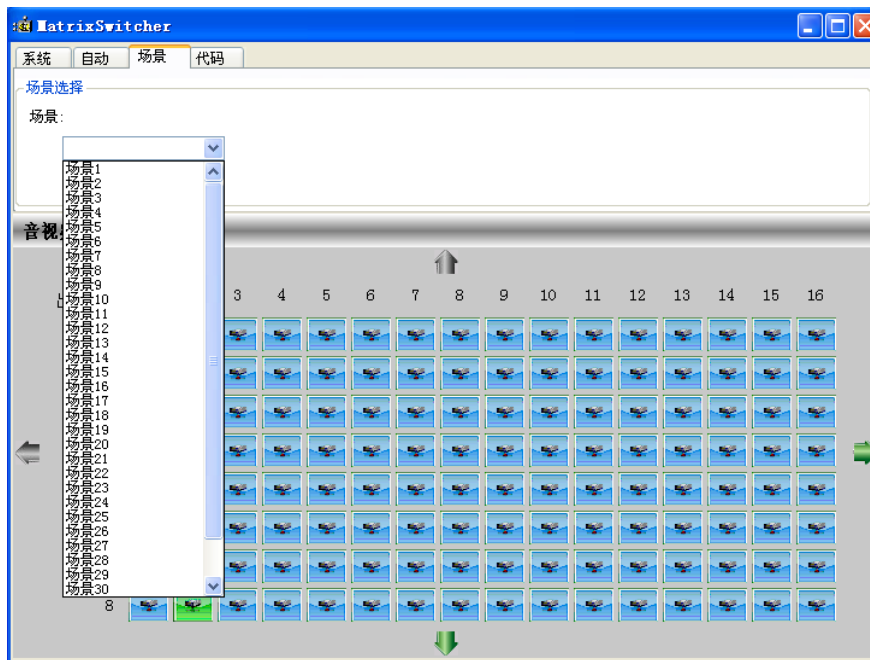 MatrixSwitcher
系统 自动 场景 代码
场景选择
场景:
场景1
场景2
场景3
场景4
场景5
场景6
场景7
场景8
场景9
场景10
场景11
场景12
场景13
场景14
场景15
场景16
场景17
场景18
场景19
场景20
场景21
场景22
场景23
场景24
场景25
场景26
场景27
场景28
场景29
场景30
音视
3 4 5 6 7 8 9 10 11 12 13 14 15 16
8